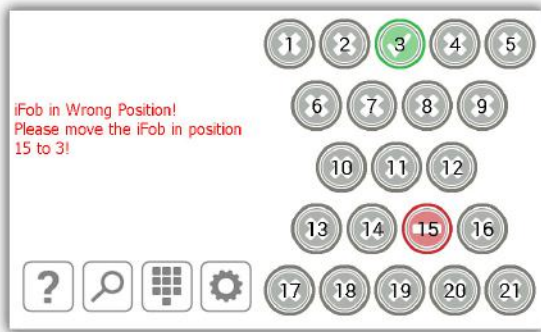 1 2 3 4 5
6 7 8 9
iFob in Wrong Position!
Please move the iFob in position
15 to 3!
10 11 12
13 14 15 16
?
17 18 19 20 21